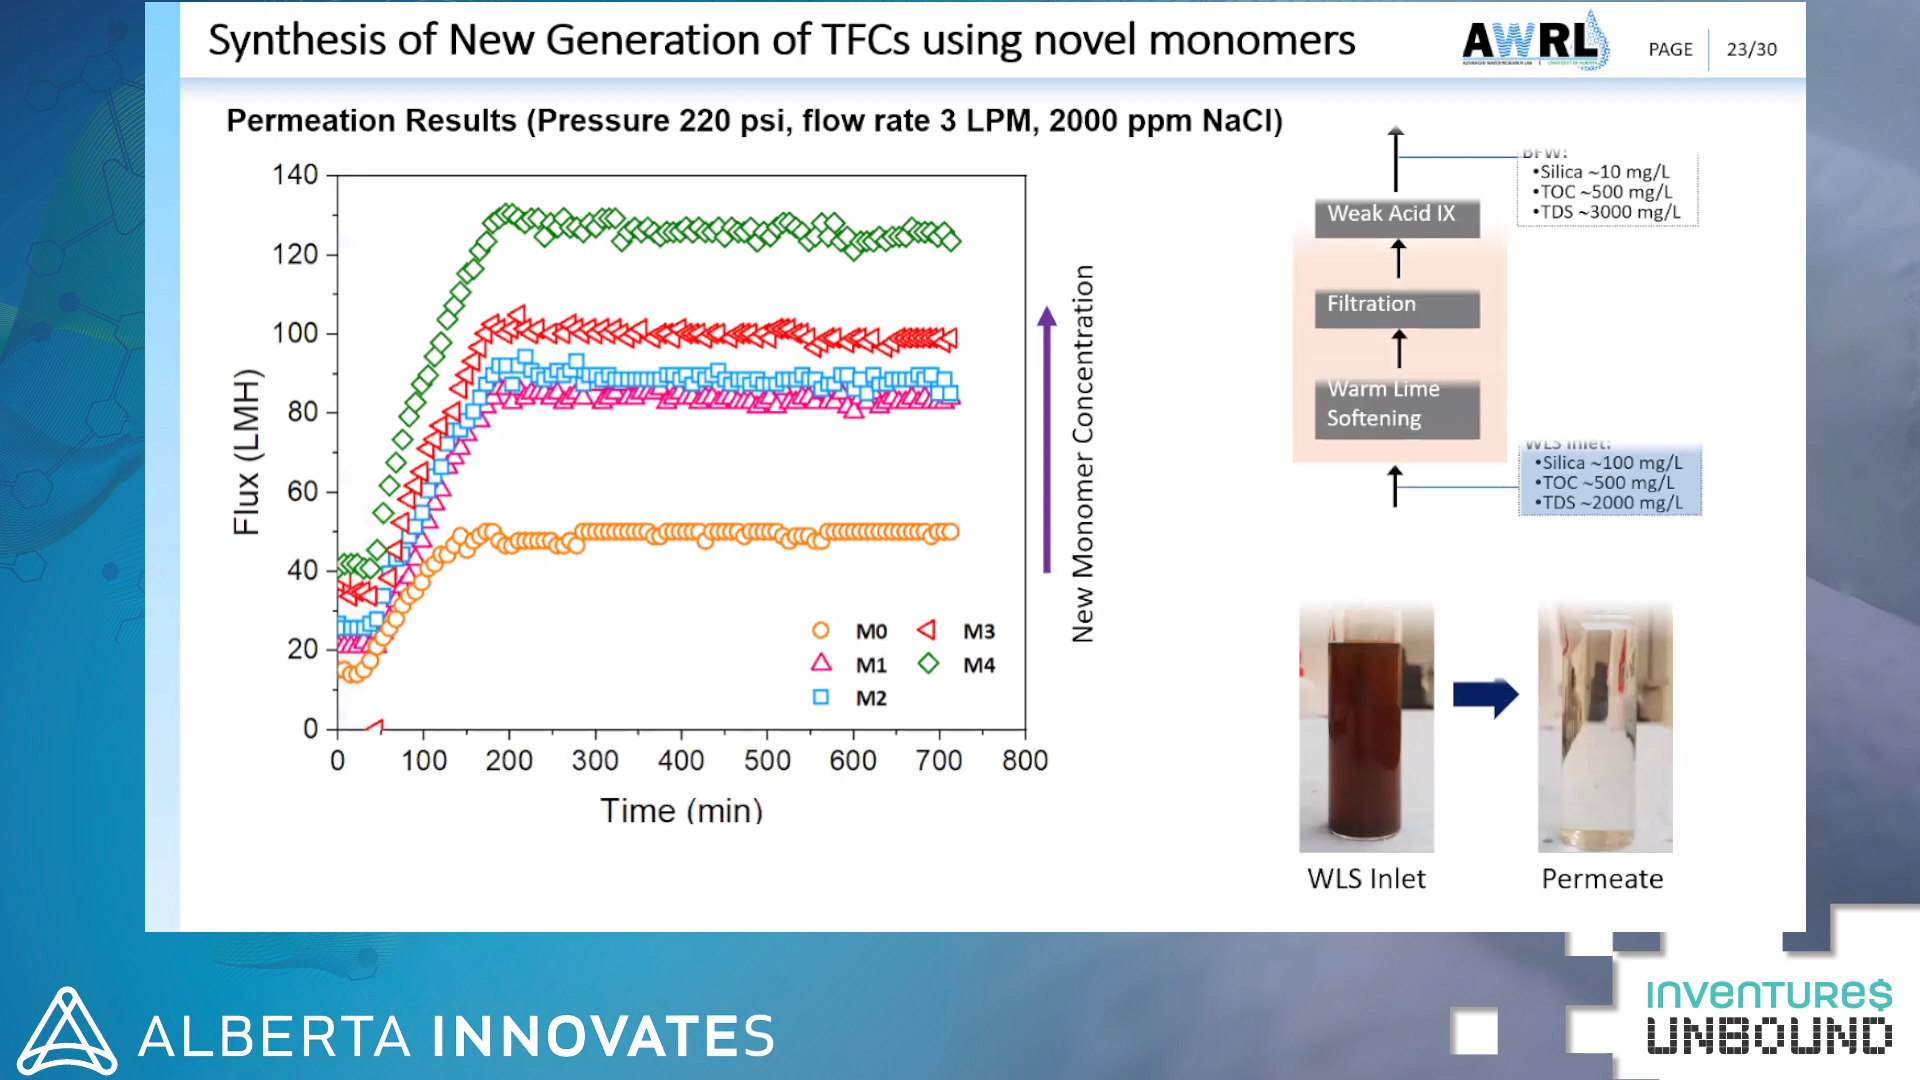 Synthesis of New Generation of TFCs using novel monomers
AWRL
PAGE 23/30
Permeation Results (Pressure 220 psi, flow rate 3 LPM, 2000 ppm NaCl)
140
120
100
80
60
40
20
0
Flux (LMH)
0 100 200 300 400 500 600 700 800
Time (min)
M0 M3
M1 M4
M2
New Monomer Concentration
BFW:
•Silica ~10 mg/L
•TOC ~500 mg/L
•TDS ~3000 mg/L
Weak Acid IX
Filtration
Warm Lime
Softening
WLS Inlet:
•Silica ~100 mg/L
•TOC ~500 mg/L
•TDS ~2000 mg/L
WLS Inlet
Permeate
ALBERTA INNOVATES
INVENTURE$
UNBOUND